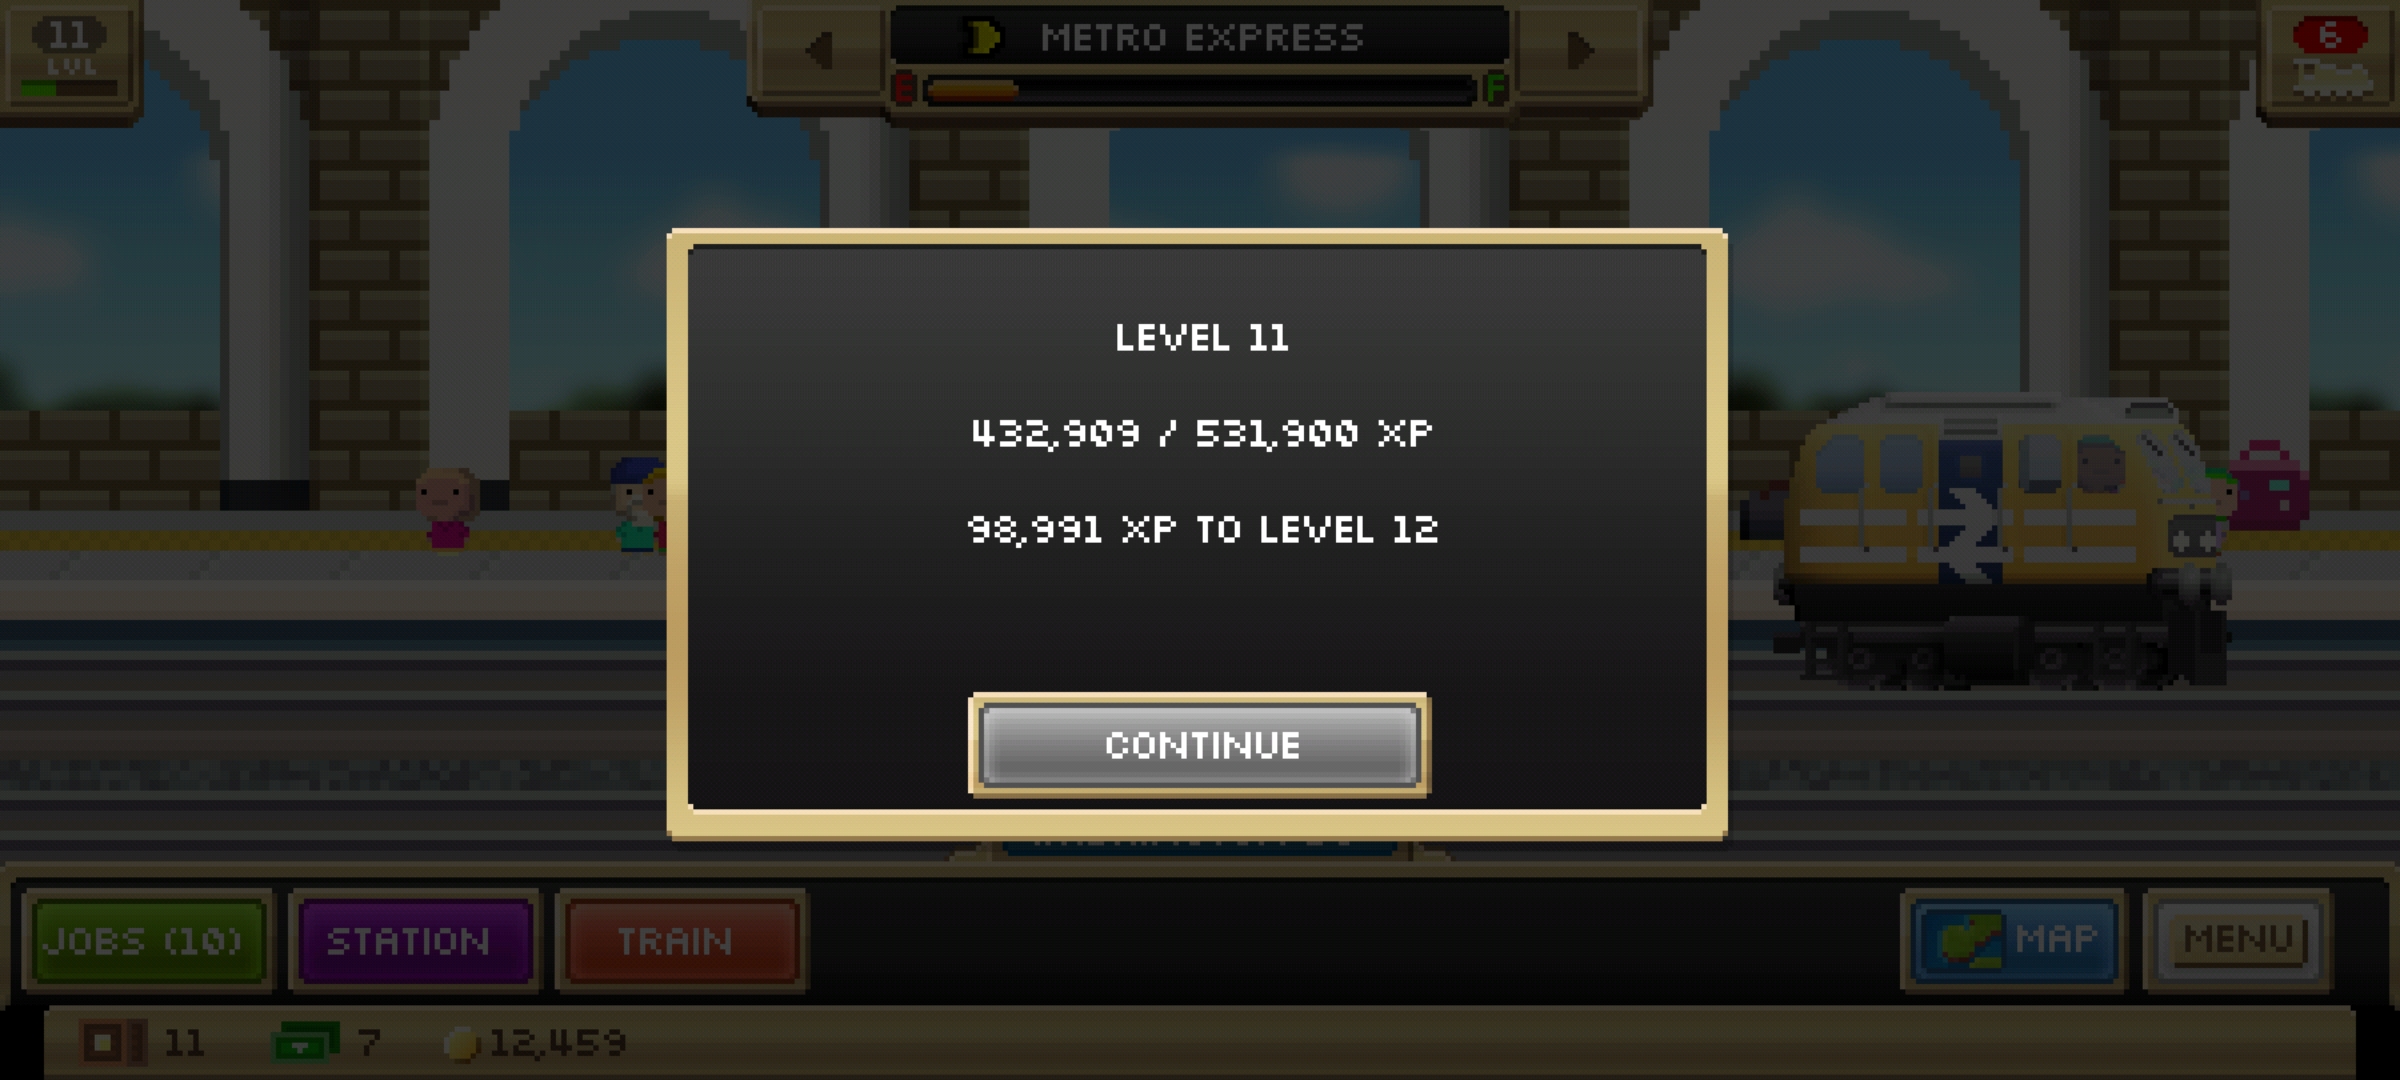 11
LVL
METRO EXPRESS
E F
6
LEVEL 11
432,909 / 531,900 XP
98,991 XP TO LEVEL 12
CONTINUE
JOBS (10)
STATION
TRAIN
MAP
MENU
11
7
12,459